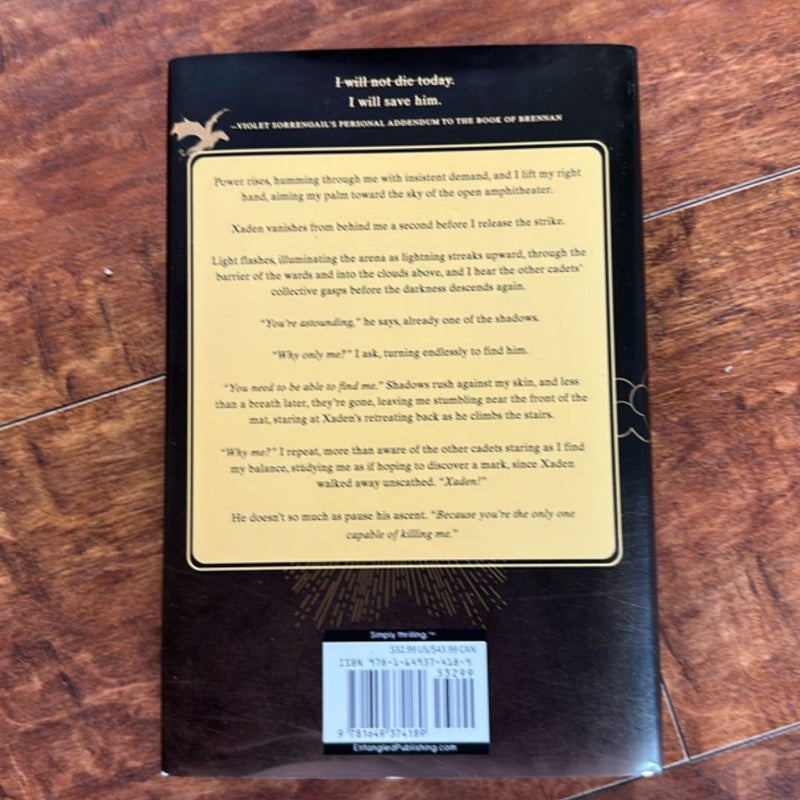 I will not die today.
I will save him.
—VIOLET SORRENGAIL'S PERSONAL ADDENDUM TO THE BOOK OF BRENNAN
Power rises, humming through me with insistent demand, and I lift my right
hand, aiming my palm toward the sky of the open amphitheater.
Xaden vanishes from behind me a second before I release the strike.
Light flashes, illuminating the arena as lightning streaks upward, through the
barrier of the wards and into the clouds above, and I hear the other cadets'
collective gasps before the darkness descends again.
"You're astounding," he says, already one of the shadows.
"Why only me?" I ask, turning endlessly to find him.
"You need to be able to find me." Shadows rush against my skin, and less
than a breath later, they're gone, leaving me stumbling near the front of the
mat, staring at Xaden's retreating back as he climbs the stairs.
"Why me?" I repeat, more than aware of the other cadets staring as I find
my balance, studying me as if hoping to discover a mark, since Xaden
walked away unscathed. "Xaden?"
He doesn't so much as pause his ascent. "Because you're the only one
capable of killing me."
Simply thrilling.™
$32.99 US/$43.99 CAN
ISBN 978-1-64937-418-9
53299
9 781649 374189
EntangledPublishing.com